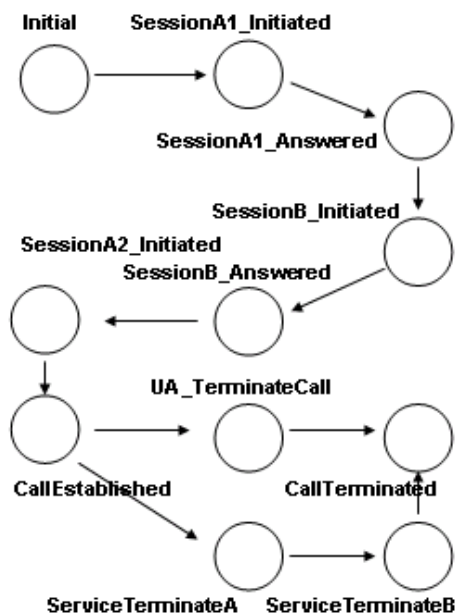 Initial
SessionA1_Initiated
SessionA1_Answered
SessionB_Initiated
SessionA2_Initiated
SessionB_Answered
UA_TerminateCall
CallEstablished
CallTerminated
ServiceTerminateA
ServiceTerminateB